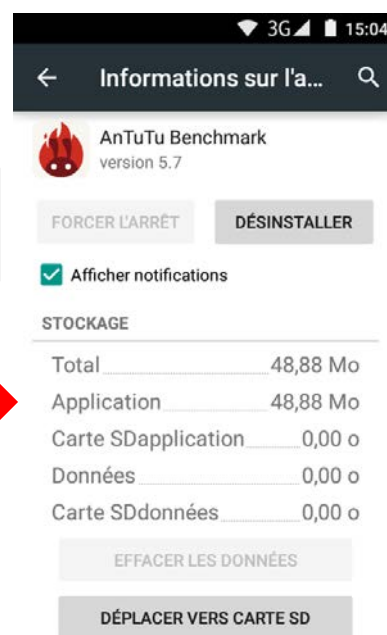 3G 15:04
Informations sur l'a...
AnTuTu Benchmark
version 5.7
FORCER L'ARRÊT DÉSINSTALLER
Afficher notifications
STOCKAGE
Total 48,88 Mo
Application 48,88 Mo
Carte SDapplication 0,00 o
Données 0,00 o
Carte SDdonnées 0,00 o
EFFACER LES DONNÉES
DÉPLACER VERS CARTE SD